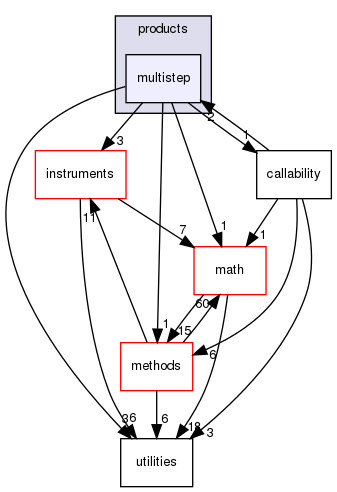 products
multistep
2
1
3
instruments
callability
11
7
1
1
math
60
1
15
6
methods
36
6
18
3
utilities